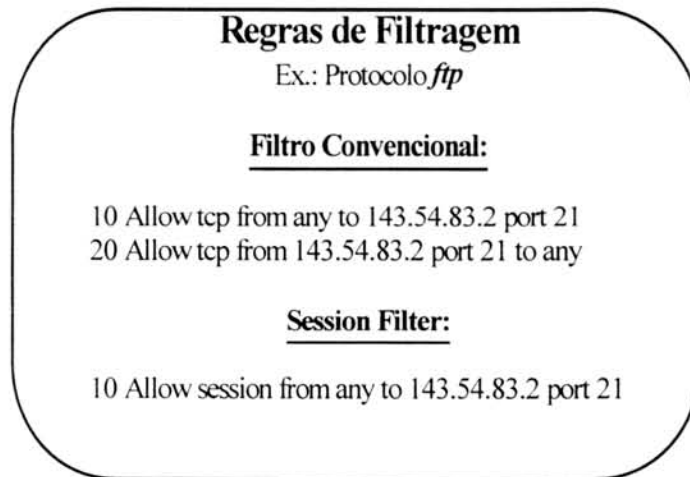 Regras de Filtragem
Ex.: Protocolo ftp
Filtro Convencional:
10 Allow tcp from any to 143.54.83.2 port 21
20 Allow tcp from 143.54.83.2 port 21 to any
Session Filter:
10 Allow session from any to 143.54.83.2 port 21